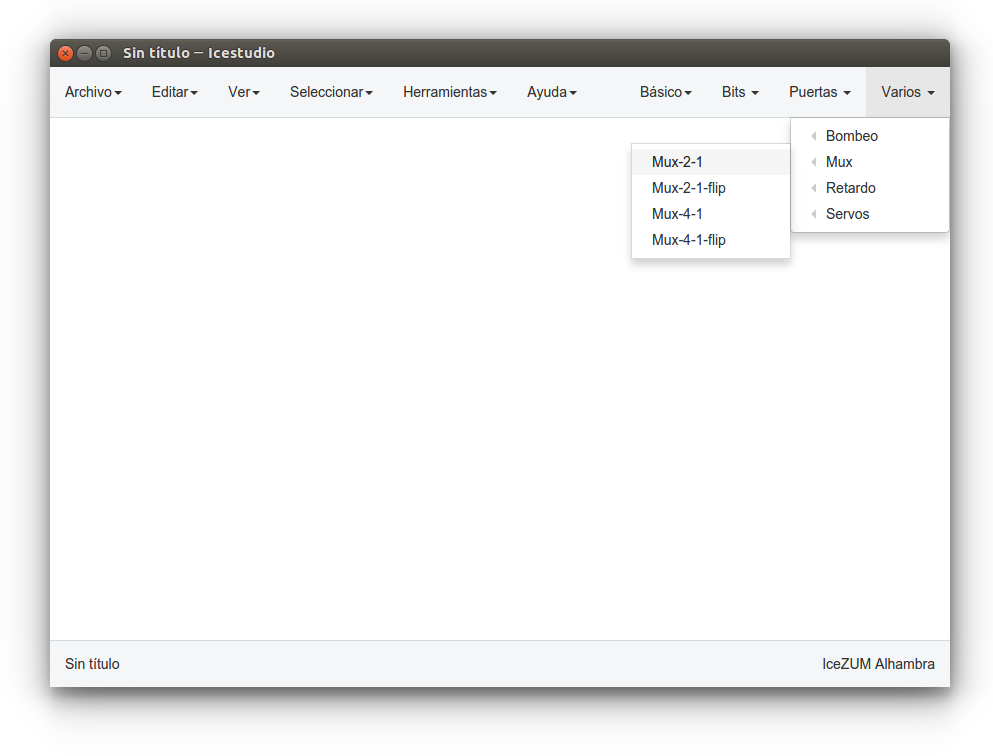 Sin título — Icestudio
Archivo Editar Ver Seleccionar Herramientas Ayuda Básico Bits Puertas Varios
Bombeo
Mux
Retardo
Servos
Mux-2-1
Mux-2-1-flip
Mux-4-1
Mux-4-1-flip
Sin título IceZUM Alhambra